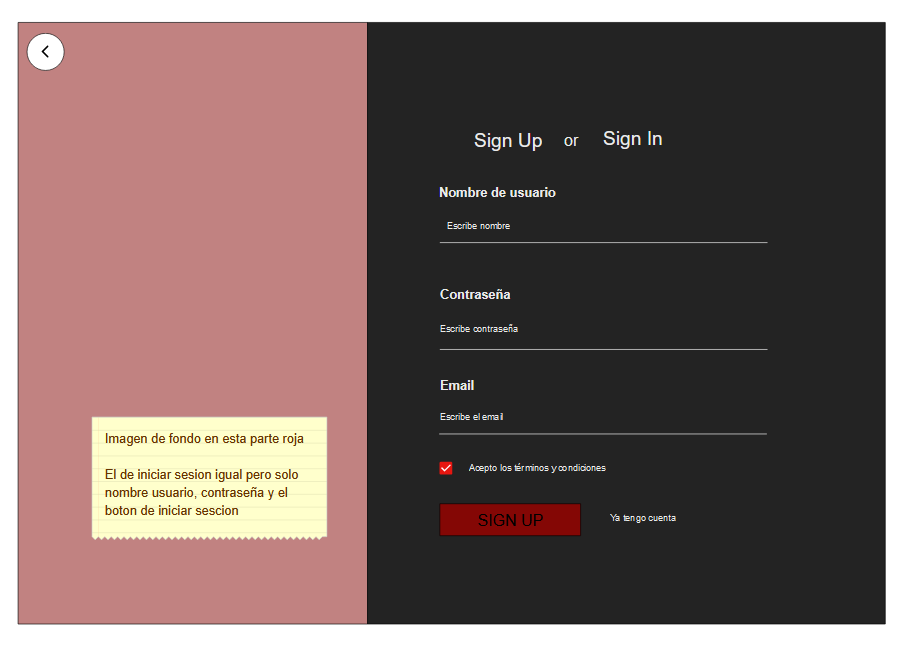 Sign Up or Sign In
Nombre de usuario
Escribe nombre
Contraseña
Escribe contraseña
Email
Escribe el email
Acepto los términos y condiciones
SIGN UP
Ya tengo cuenta
Imagen de fondo en esta parte roja
El de iniciar sesion igual pero solo
nombre usuario, contraseña y el
boton de iniciar sescion